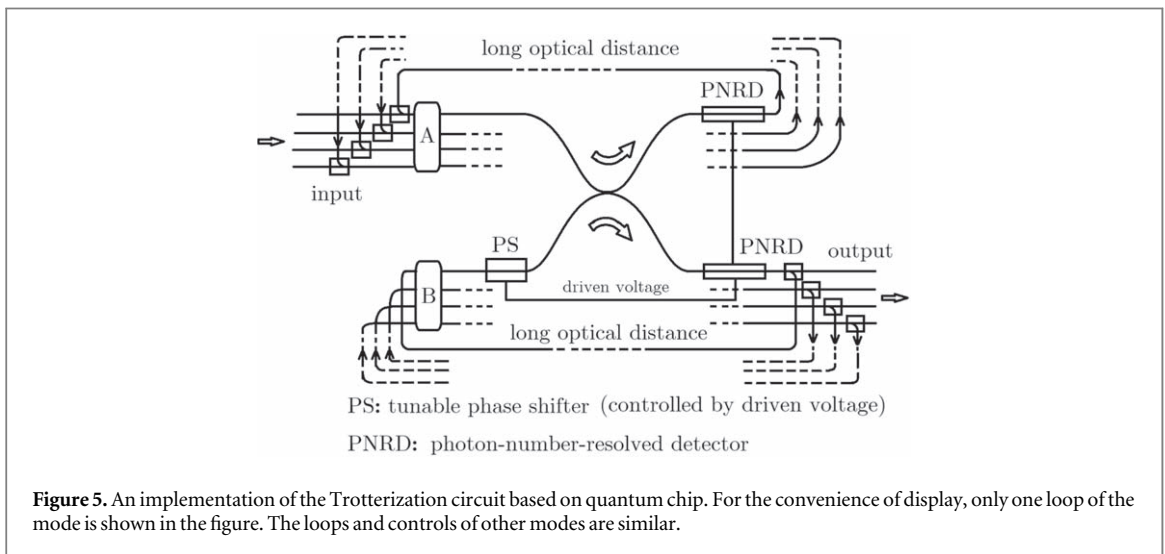 long optical distance
PNRD
A
input
PS
PNRD
output
driven voltage
B
long optical distance
PS: tunable phase shifter (controlled by driven voltage)
PNRD: photon-number-resolved detector
Figure 5. An implementation of the Trotterization circuit based on quantum chip. For the convenience of display, only one loop of the
mode is shown in the figure. The loops and controls of other modes are similar.